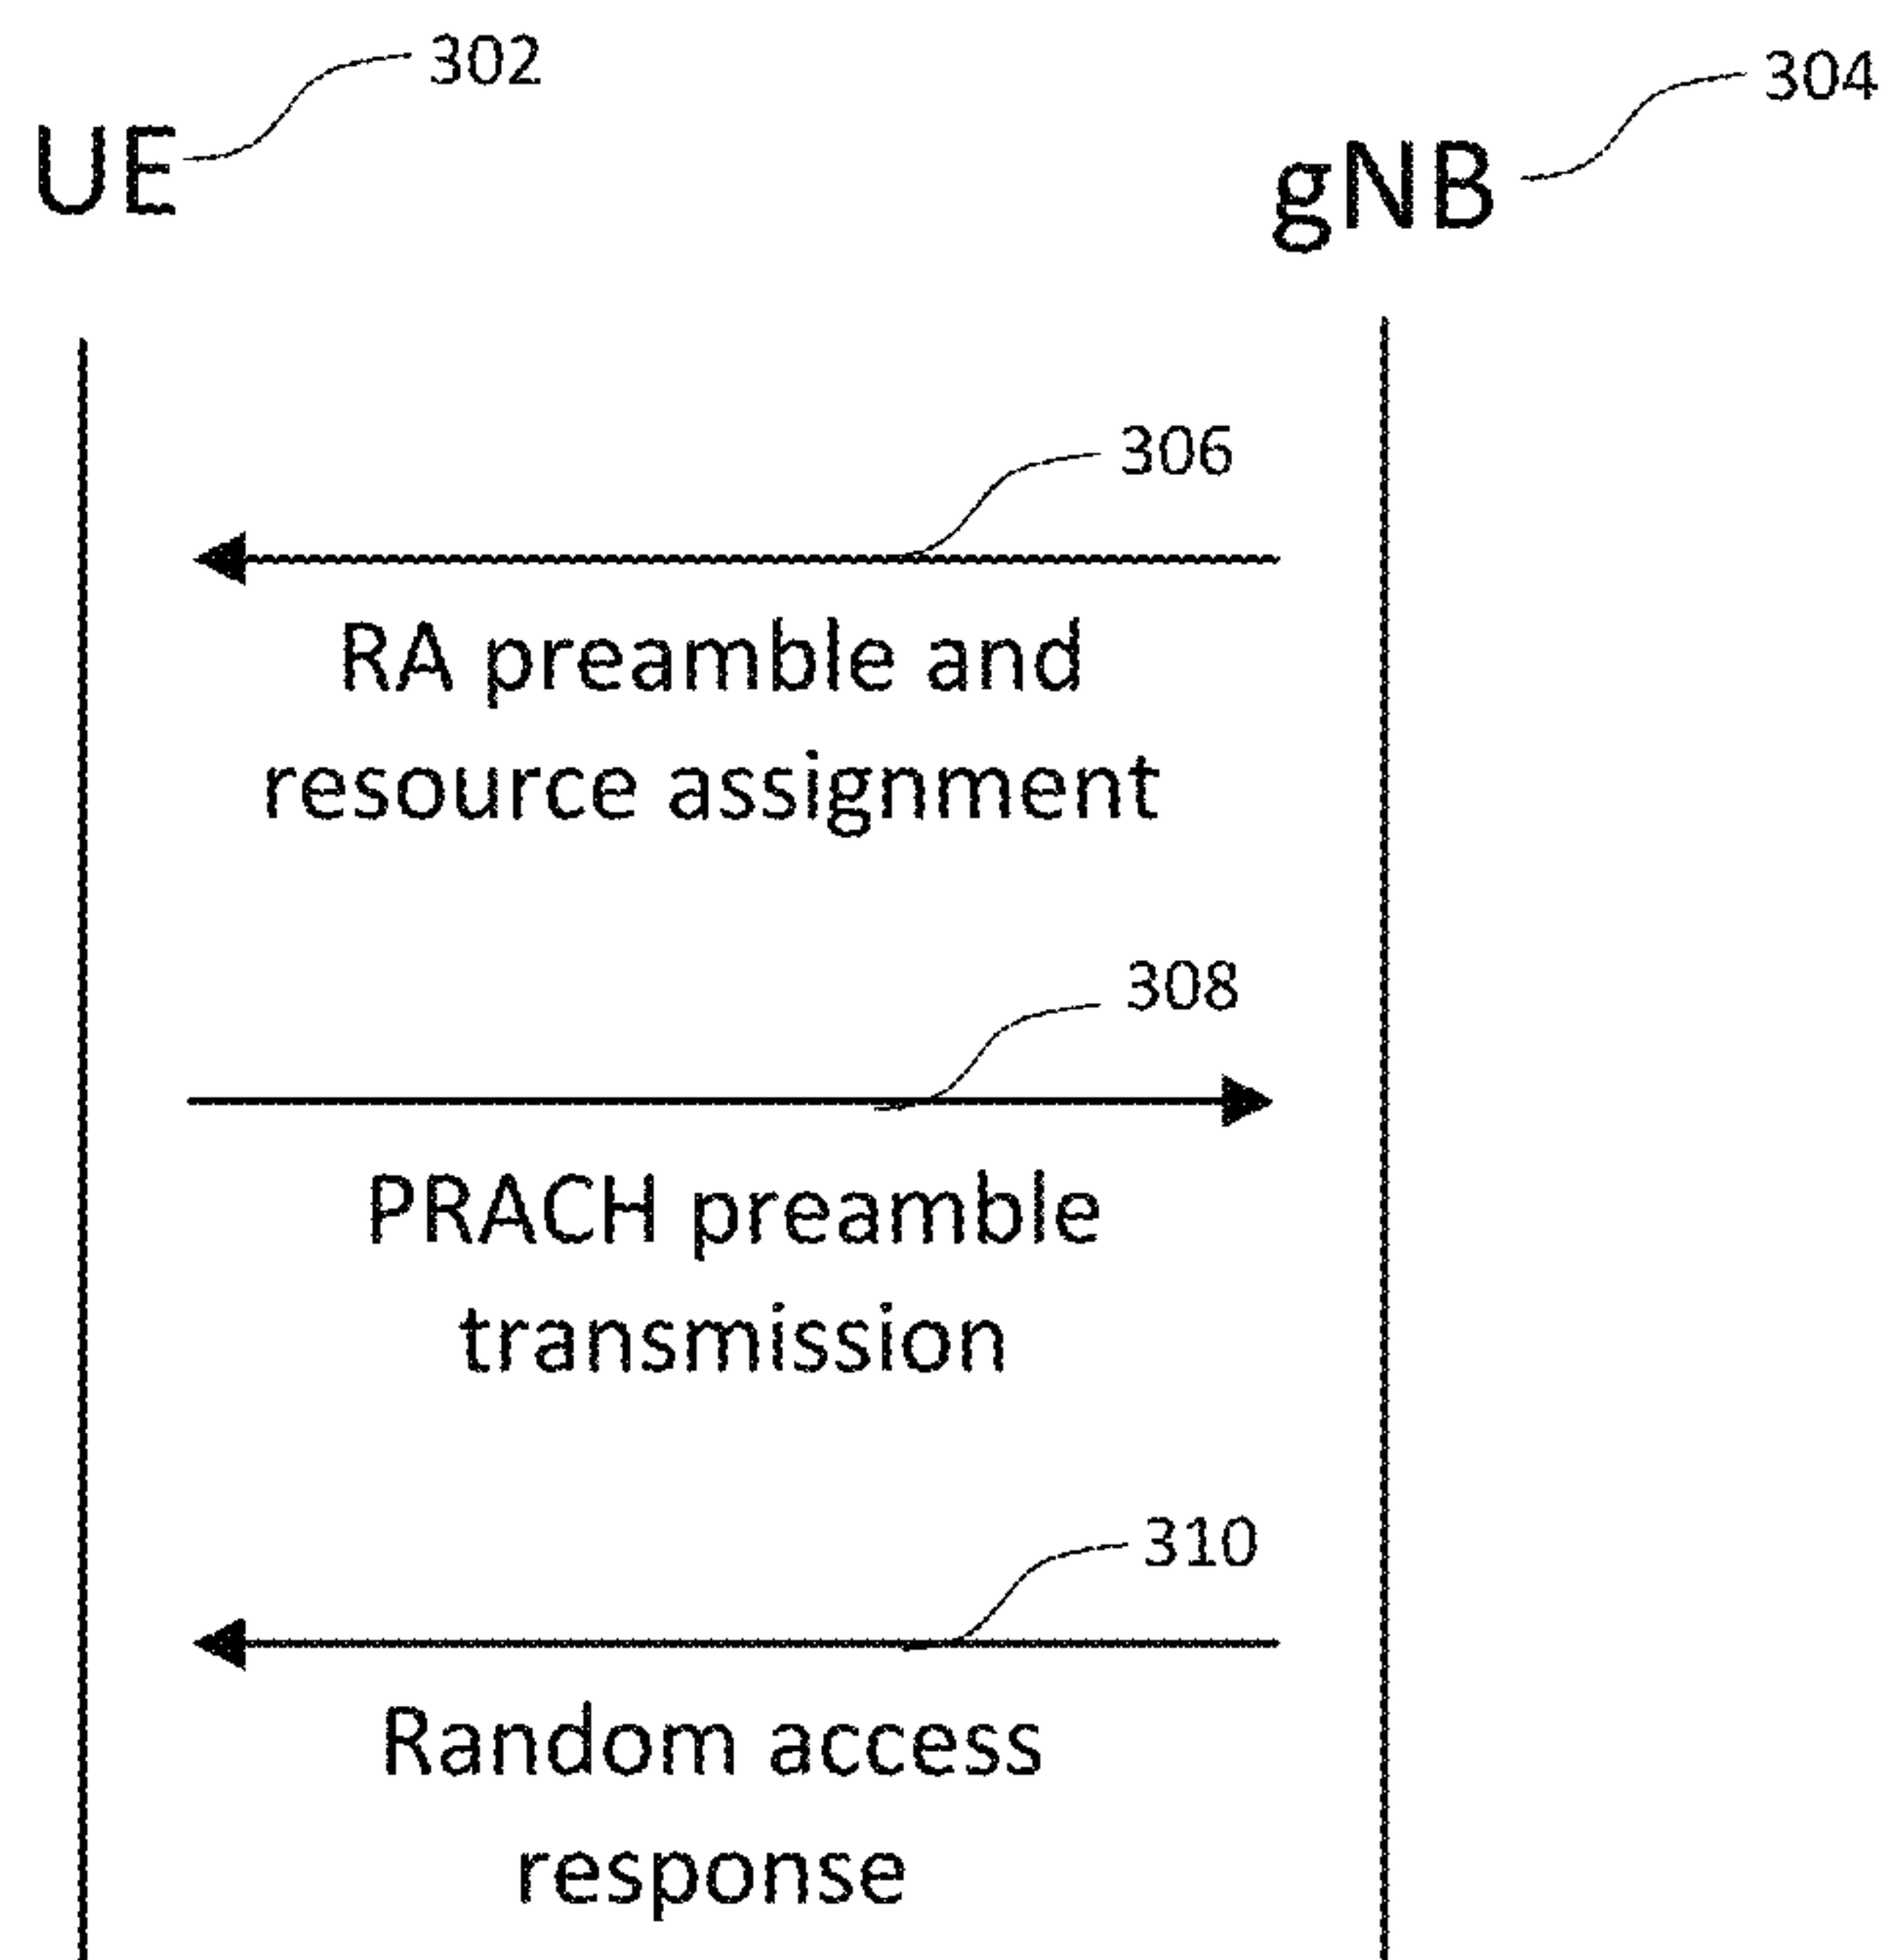 302
304
UE
gNB
306
RA preamble and
resource assignment
308
PRACH preamble
transmission
310
Random access
response